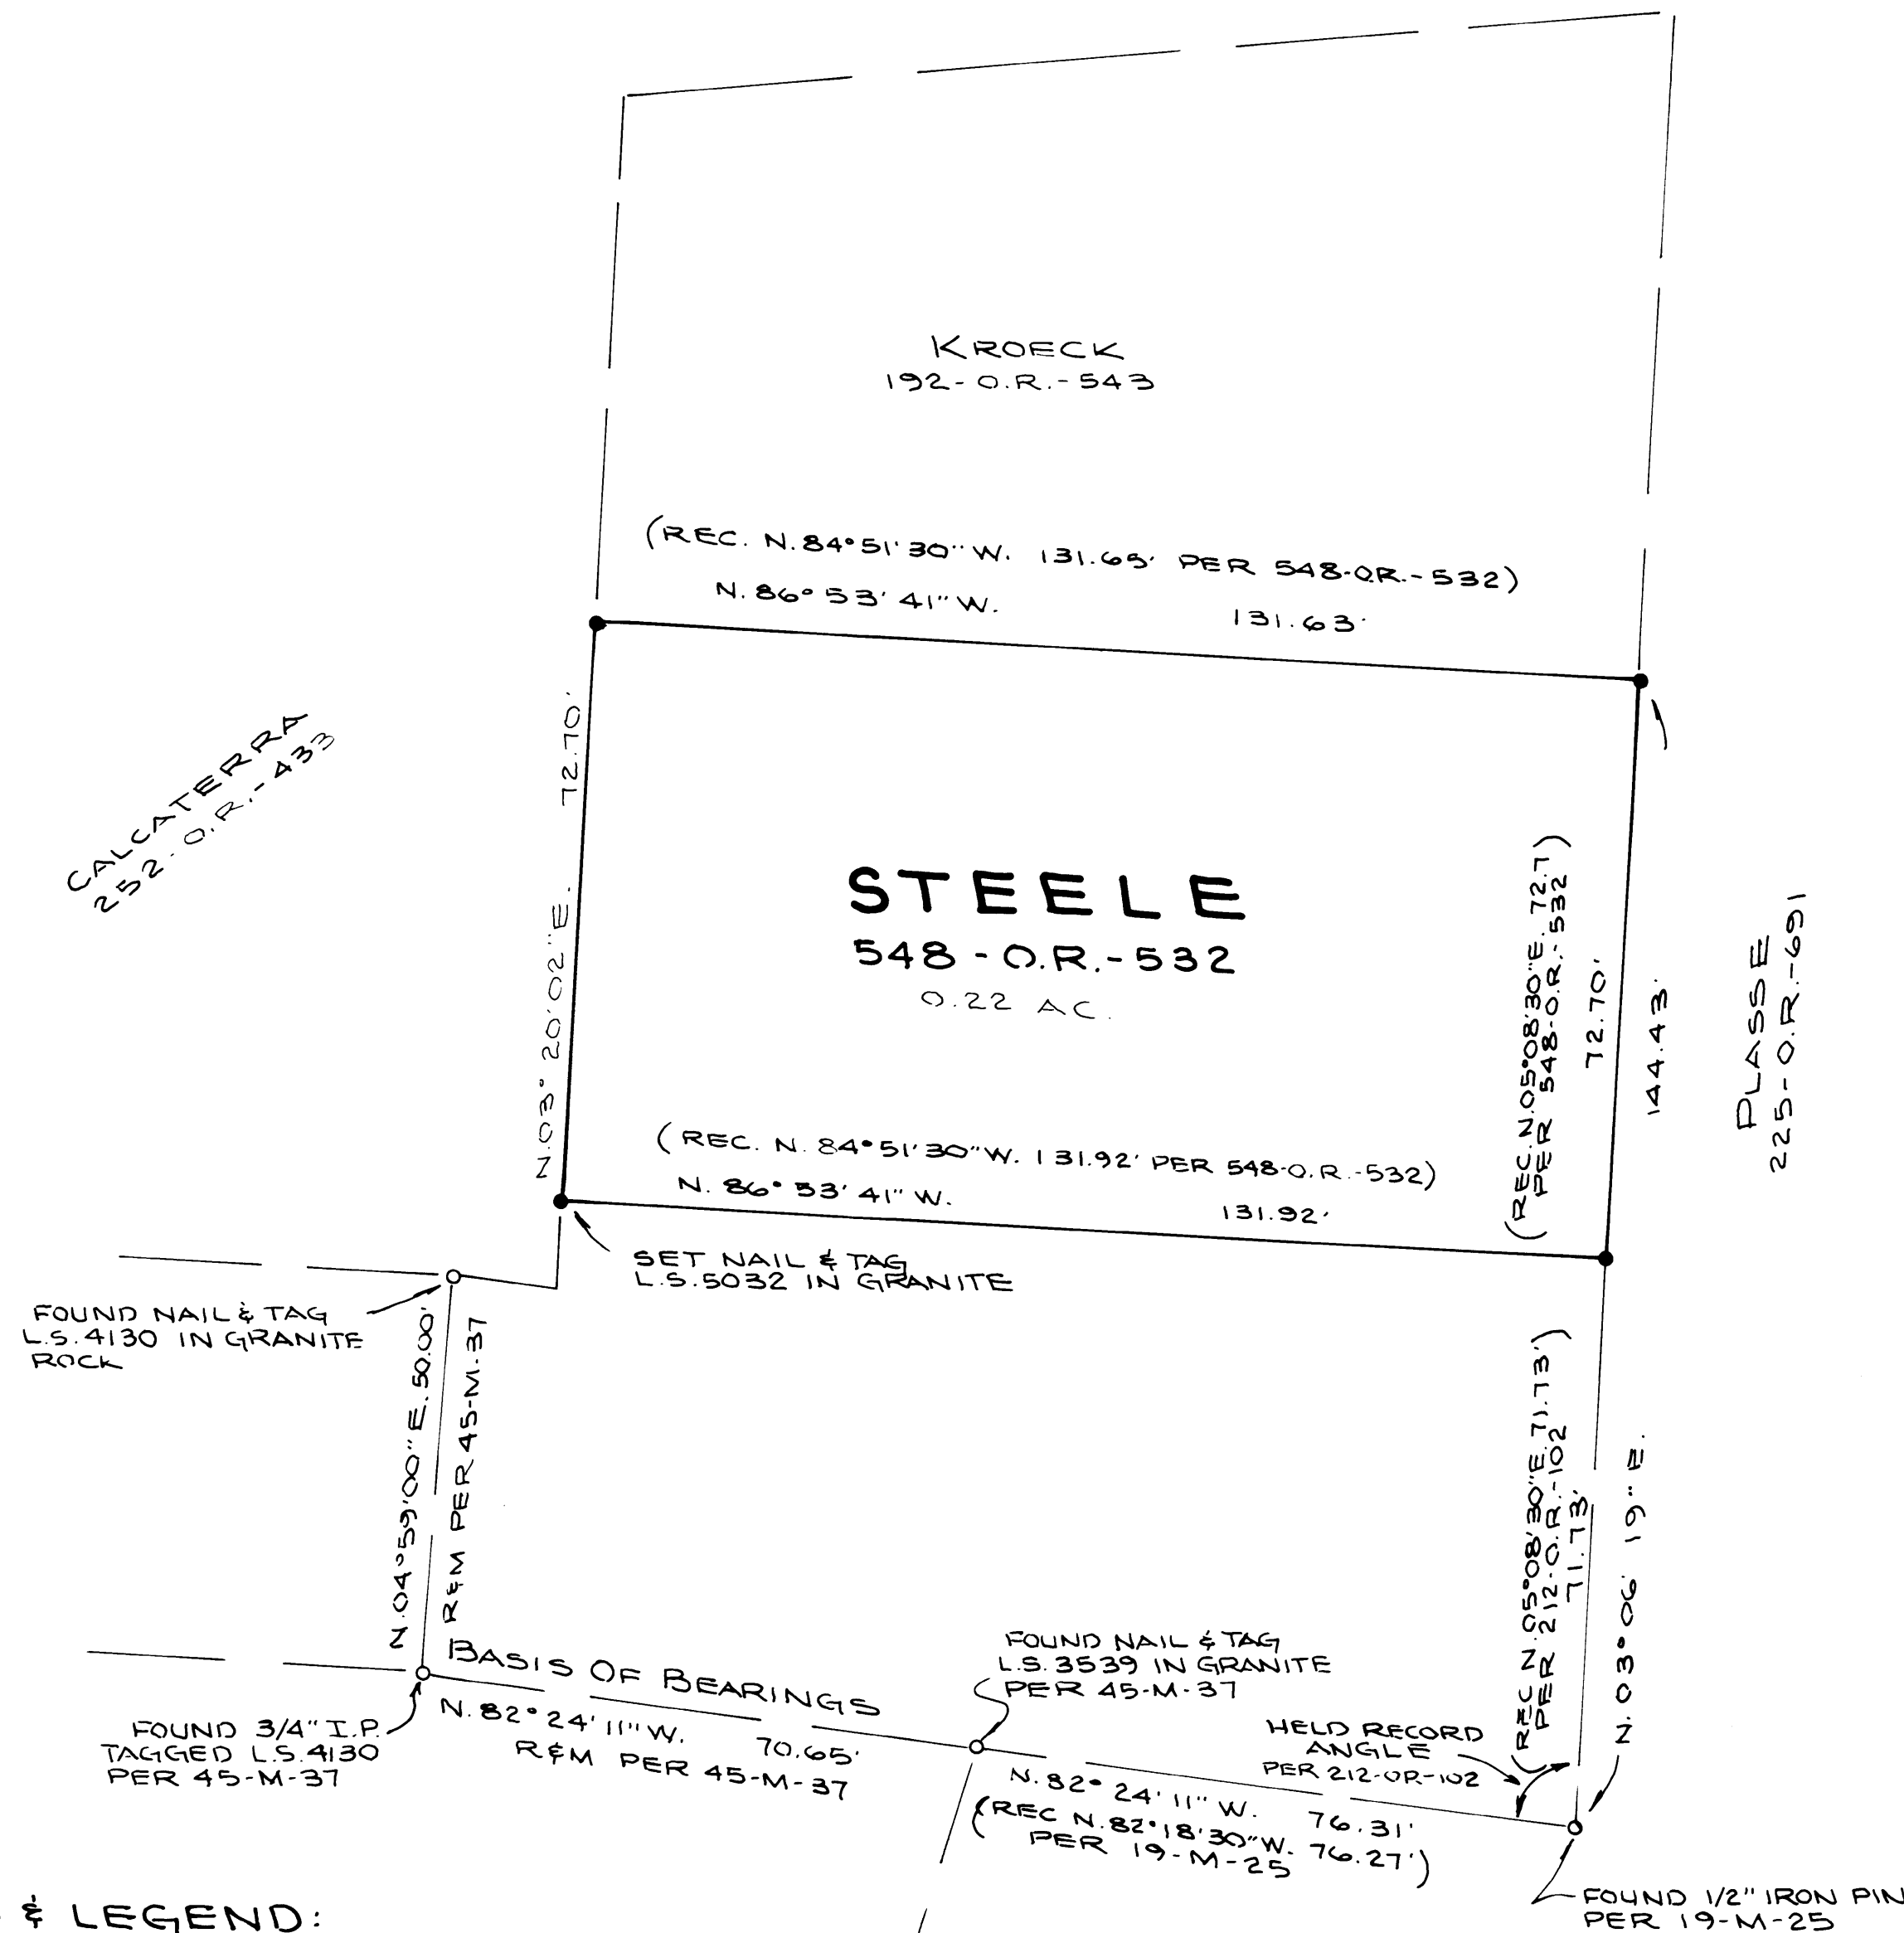 KROECK
192-O.R.-543
(REC. N.84°51'30"W. 131.65' PER 548-O.R.-532)
N.86°53'41"W.
131.63'
CALCATERRA
252-O.R.-433
N.03°20'02"E. 72.70'
STEELE
548-O.R.-532
0.22 AC.
(REC.N.05°08'30"E. 72.7')
PER 548-O.R.-532
72.70'
144.43'
PLASSE
225-O.R.-691
(REC. N.84°51'30"W. 131.92' PER 548-O.R.-532)
N.86°53'41"W.
131.92'
SET NAIL & TAG
L.S.5032 IN GRANITE
FOUND NAIL & TAG
L.S.4130 IN GRANITE
ROCK
N.04°59'00"E. 50.00'
R&M PER 45-M-37
(REC N.05°08'30"E. 71.73')
PER 212-O.R.-102
71.73'
N.03°06'19"E.
BASIS OF BEARINGS
N.82°24'11"W. 70.65'
R&M PER 45-M-37
FOUND NAIL & TAG
L.S.3539 IN GRANITE
PER 45-M-37
FOUND 3/4" I.P.
TAGGED L.S.4130
PER 45-M-37
HELD RECORD
ANGLE
PER 212-OR-102
N.82°24'11"W. 76.31'
(REC N.82°18'30"W. 76.27')
PER 19-M-25
FOUND 1/2" IRON PIN
PER 19-M-25
& LEGEND: